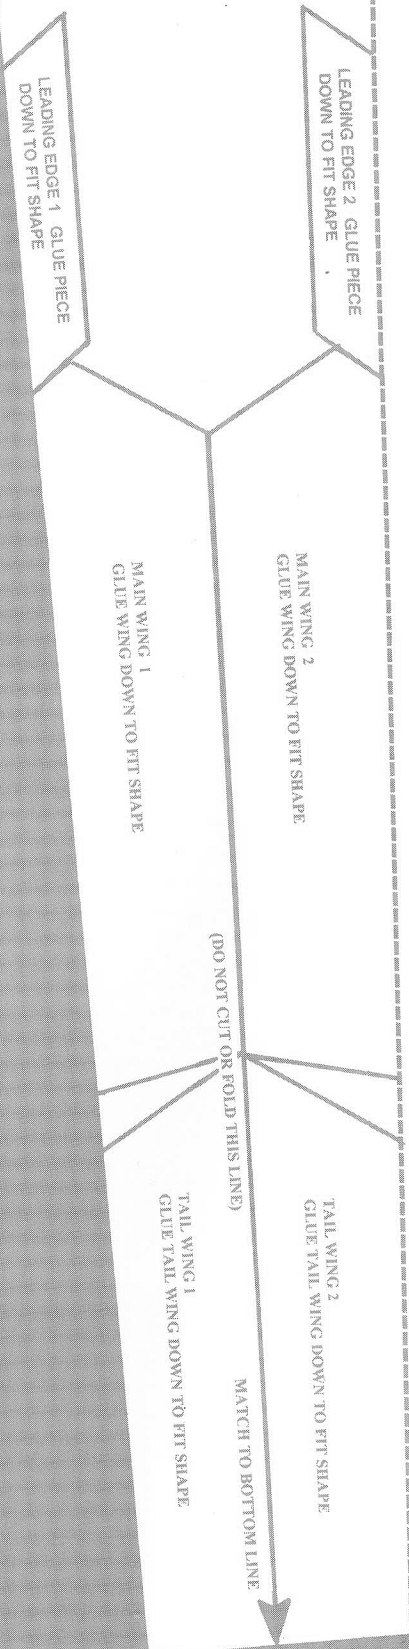 LEADING EDGE 2 GLUE PIECE
DOWN TO FIT SHAPE
LEADING EDGE 1 GLUE PIECE
DOWN TO FIT SHAPE
MAIN WING 2
GLUE WING DOWN TO FIT SHAPE
MAIN WING 1
GLUE WING DOWN TO FIT SHAPE
(DO NOT CUT OR FOLD THIS LINE)
TAIL WING 2
GLUE TAIL WING DOWN TO FIT SHAPE
MATCH TO BOTTOM LINE
TAIL WING 1
GLUE TAIL WING DOWN TO FIT SHAPE